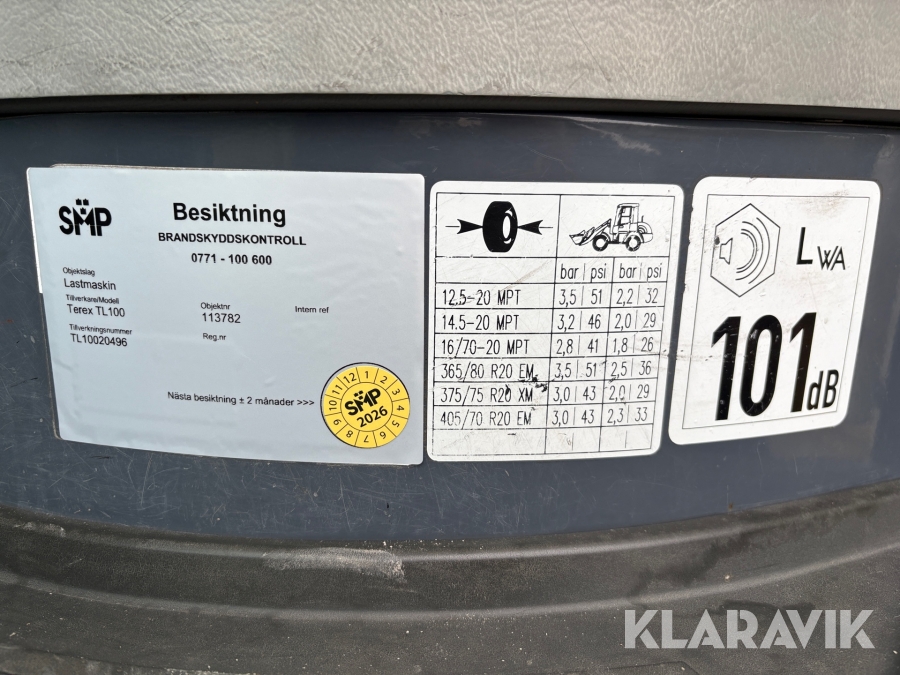 SMP
Besiktning
BRANDSKYDDSKONTROLL
0771 - 100 600
Objektslag
Lastmaskin
Tillverkare/Modell
Terex TL100
Objektnr
113782
Intern ref
Tillverkningsnummer
TL10020496
Reg.nr
Nästa besiktning ± 2 månader >>>
1 2 3 4 5 6 7 8 9 10 11 12
SMP
2026
bar psi bar psi
12.5-20 MPT 3,5 51 2,2 32
14.5-20 MPT 3,2 46 2,0 29
16/70-20 MPT 2,8 41 1,8 26
365/80 R20 EM 3,5 51 2,5 36
375/75 R20 XM 3,0 43 2,0 29
405/70 R20 EM 3,0 43 2,3 33
LWA
101dB
KLARAVIK